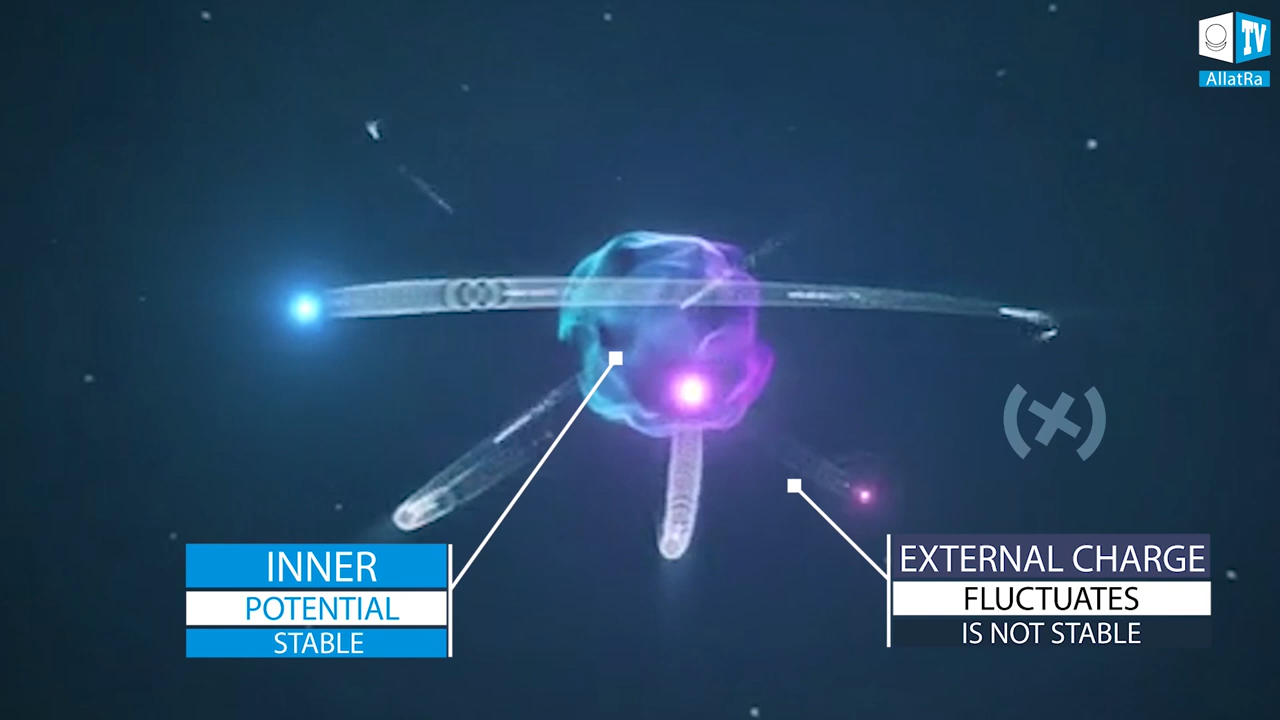 TV
AllatRa
INNER
POTENTIAL
STABLE
EXTERNAL CHARGE
FLUCTUATES
IS NOT STABLE